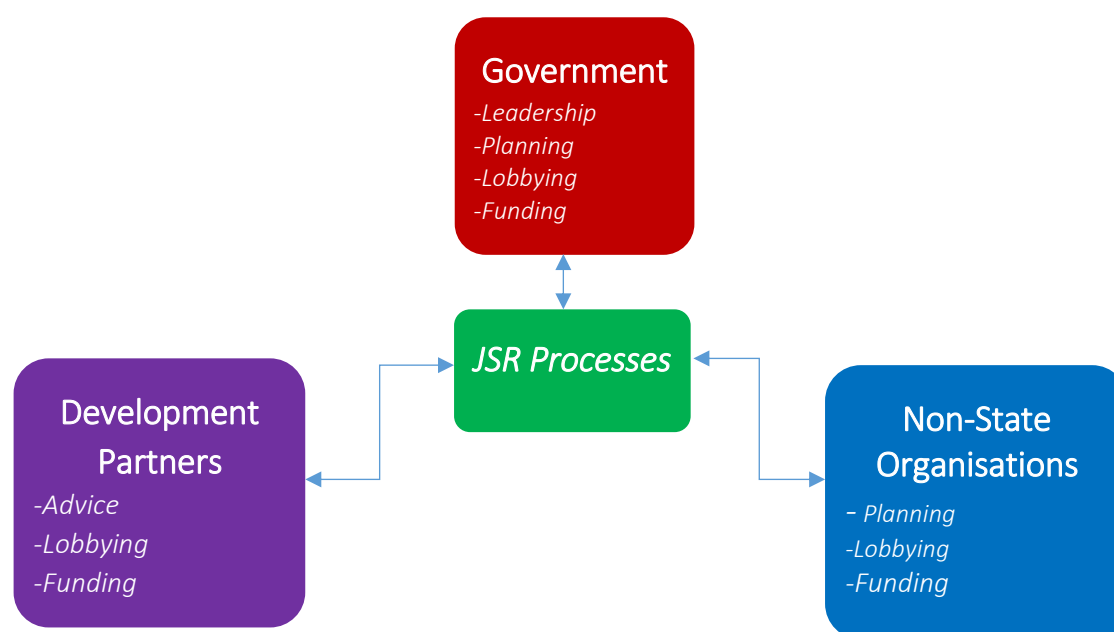 Government
-Leadership
-Planning
-Lobbying
-Funding
JSR Processes
Development
Partners
-Advice
-Lobbying
-Funding
Non-State
Organisations
- Planning
-Lobbying
-Funding